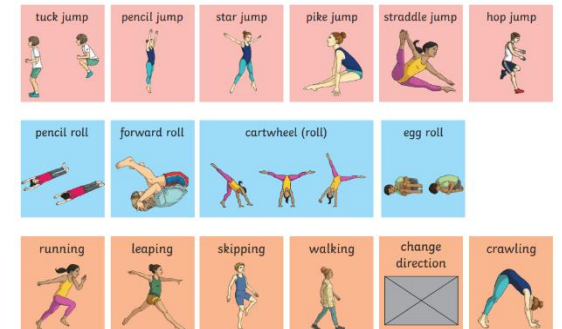 tuck jump
pencil jump
star jump
pike jump
straddle jump
hop jump
pencil roll
forward roll
cartwheel (roll)
egg roll
running
leaping
skipping
walking
change
direction
crawling